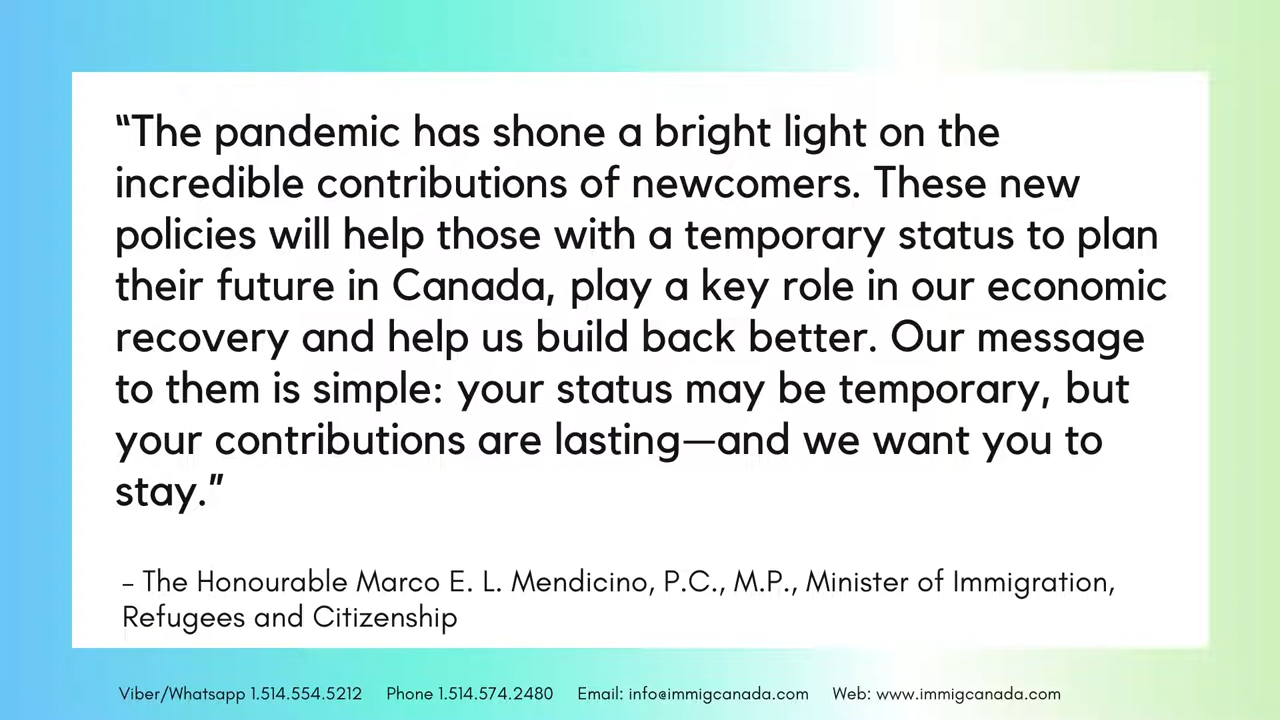 “The pandemic has shone a bright light on the
incredible contributions of newcomers. These new
policies will help those with a temporary status to plan
their future in Canada, play a key role in our economic
recovery and help us build back better. Our message
to them is simple: your status may be temporary, but
your contributions are lasting—and we want you to
stay.”
– The Honourable Marco E. L. Mendicino, P.C., M.P., Minister of Immigration,
Refugees and Citizenship
Viber/Whatsapp 1.514.554.5212 Phone 1.514.574.2480 Email: info@immigcanada.com Web: www.immigcanada.com